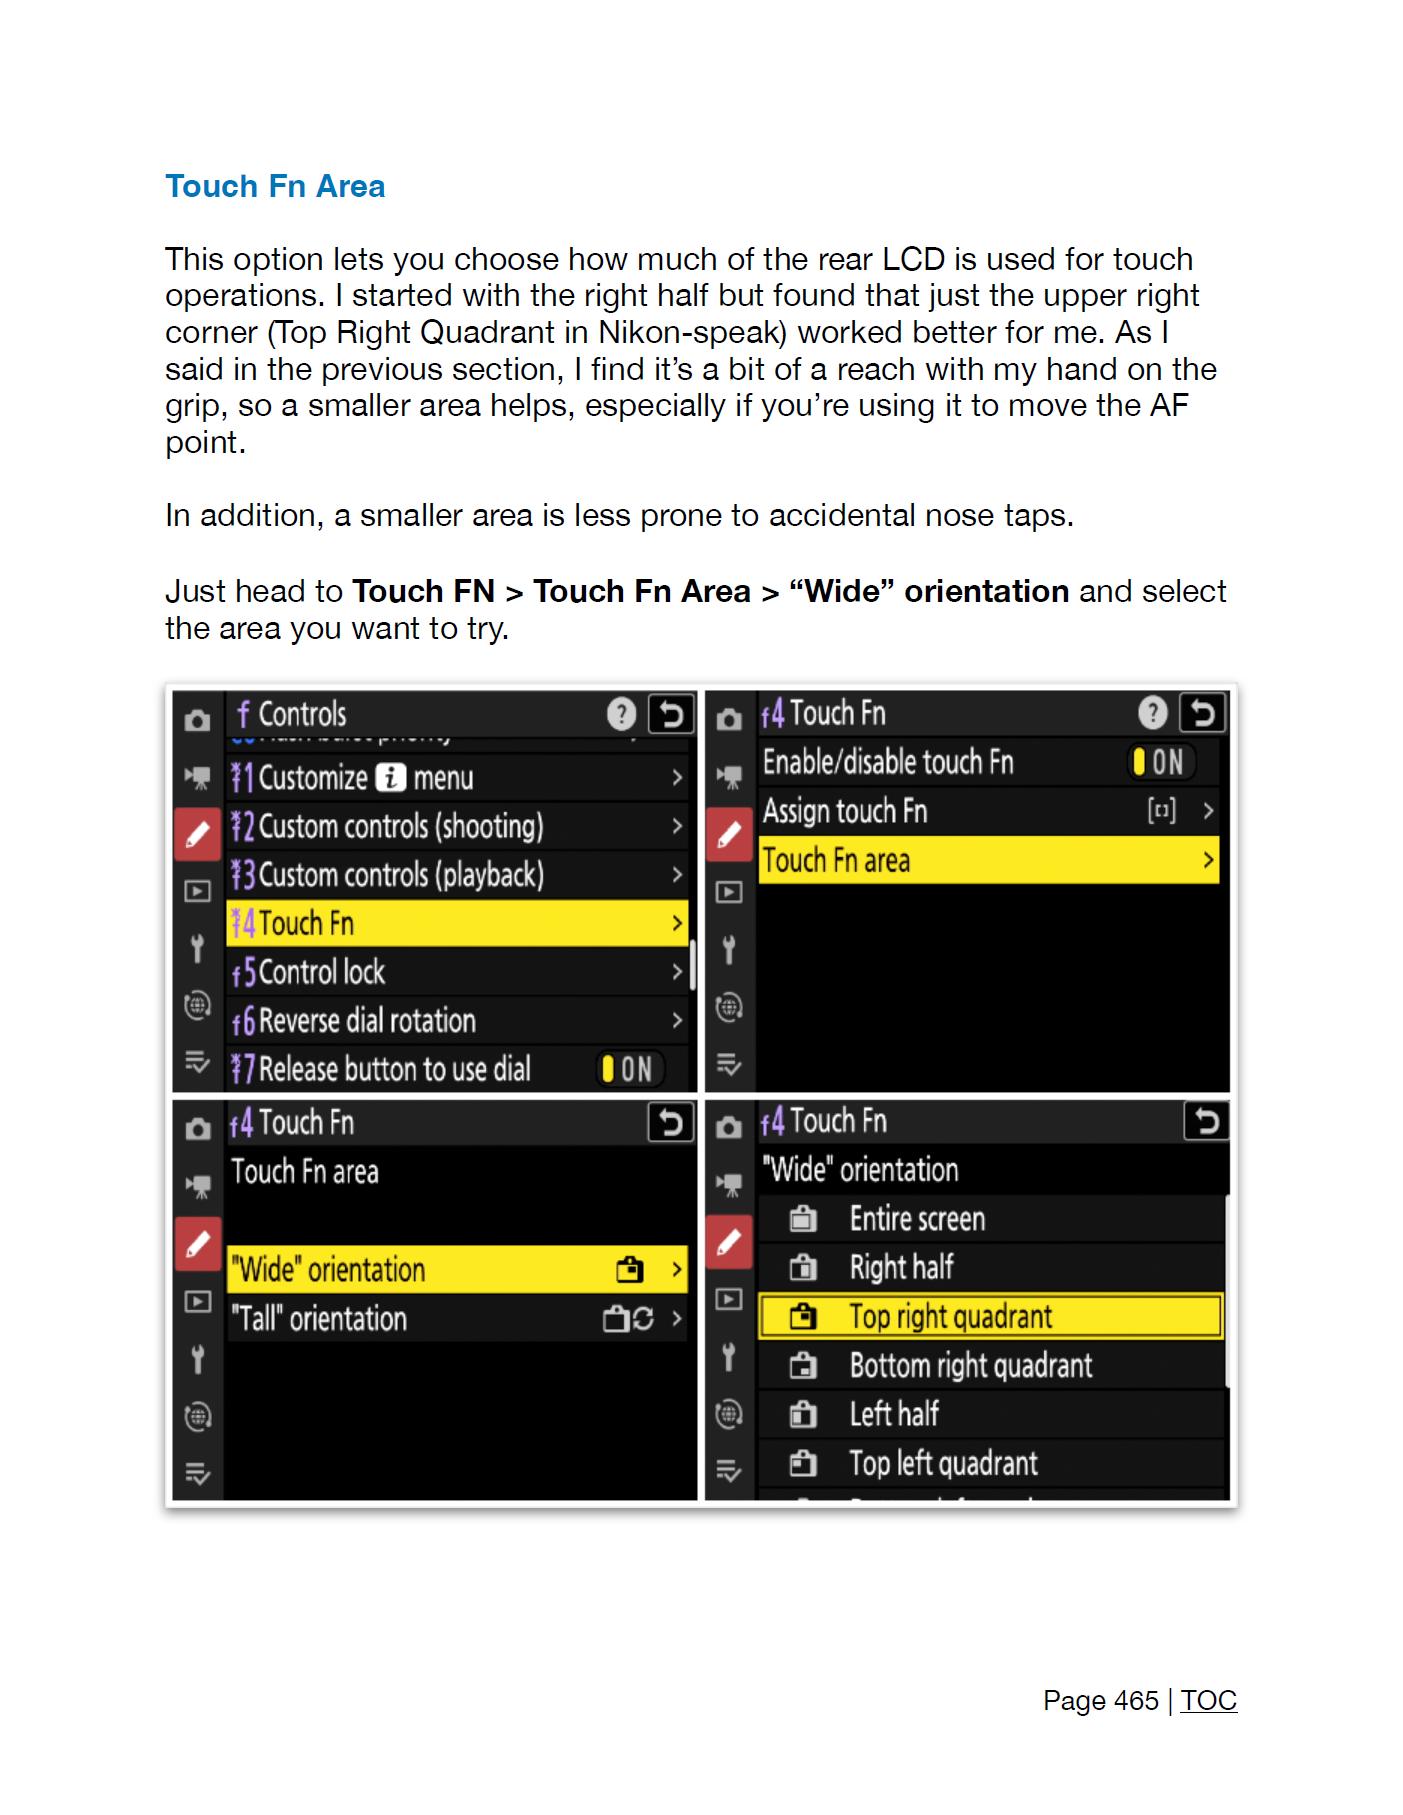 Touch Fn Area
This option lets you choose how much of the rear LCD is used for touch
operations. I started with the right half but found that just the upper right
corner (Top Right Quadrant in Nikon-speak) worked better for me. As I
said in the previous section, I find it’s a bit of a reach with my hand on the
grip, so a smaller area helps, especially if you’re using it to move the AF
point.
In addition, a smaller area is less prone to accidental nose taps.
Just head to Touch FN > Touch Fn Area > “Wide” orientation and select
the area you want to try.
f Controls ?
*f1 Customize i menu >
*f2 Custom controls (shooting) >
*f3 Custom controls (playback) >
*f4 Touch Fn >
f5 Control lock >
f6 Reverse dial rotation >
*f7 Release button to use dial ON
f4 Touch Fn ?
Enable/disable touch Fn ON
Assign touch Fn >
Touch Fn area >
f4 Touch Fn
Touch Fn area
"Wide" orientation >
"Tall" orientation >
f4 Touch Fn
"Wide" orientation
Entire screen
Right half
Top right quadrant
Bottom right quadrant
Left half
Top left quadrant
Page 465 | TOC